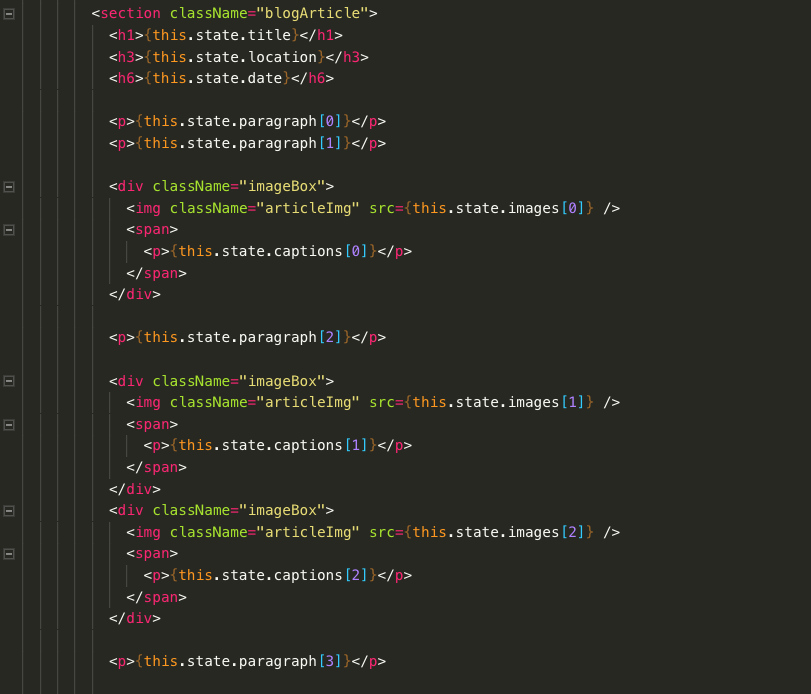 <section className="blogArticle">
<h1>{this.state.title}</h1>
<h3>{this.state.location}</h3>
<h6>{this.state.date}</h6>
<p>{this.state.paragraph[0]}</p>
<p>{this.state.paragraph[1]}</p>
<div className="imageBox">
<img className="articleImg" src={this.state.images[0]} />
<span>
<p>{this.state.captions[0]}</p>
</span>
</div>
<p>{this.state.paragraph[2]}</p>
<div className="imageBox">
<img className="articleImg" src={this.state.images[1]} />
<span>
<p>{this.state.captions[1]}</p>
</span>
</div>
<div className="imageBox">
<img className="articleImg" src={this.state.images[2]} />
<span>
<p>{this.state.captions[2]}</p>
</span>
</div>
<p>{this.state.paragraph[3]}</p>